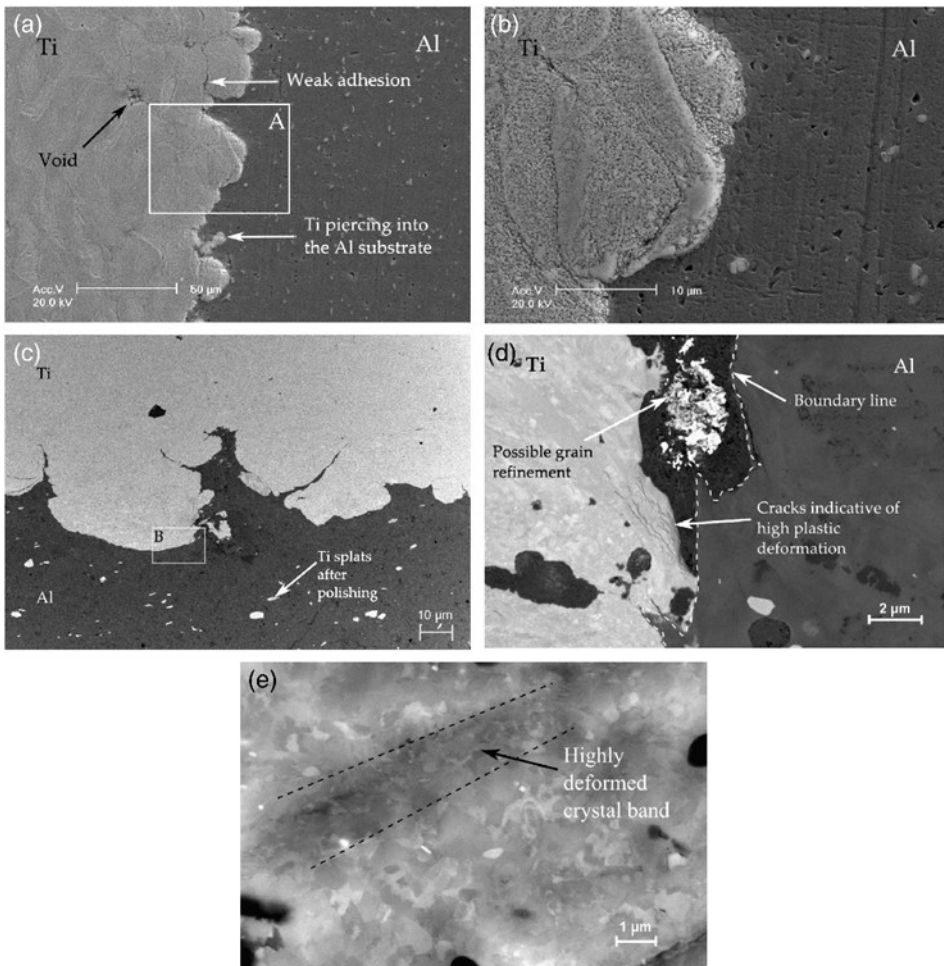 (a)
Ti
Al
Weak adhesion
A
Void
Ti piercing into
the Al substrate
Acc.V
20.0 kV
50 µm
(b)
Ti
Al
Acc.V
20.0 kV
10 µm
(c)
Ti
B
Ti splats
after
polishing
Al
10 µm
(d)
Ti
Al
Boundary line
Possible grain
refinement
Cracks indicative of
high plastic
deformation
2 µm
(e)
Highly
deformed
crystal band
1 µm